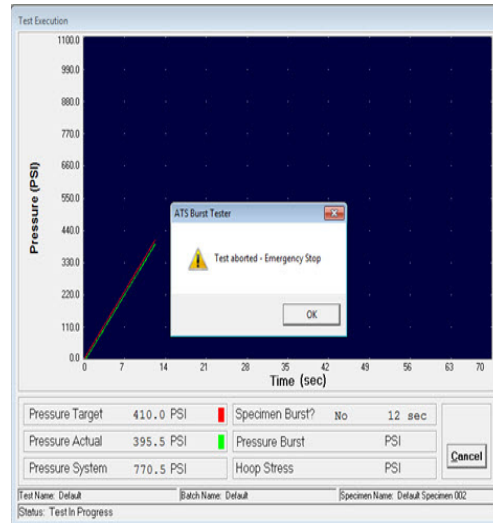 Test Execution
1100.0
990.0
880.0
770.0
660.0
550.0
440.0
330.0
220.0
110.0
0.0
Pressure (PSI)
0 7 14 21 28 35 42 49 56 63 70
Time (sec)
ATS Burst Tester
Test aborted - Emergency Stop
OK
Pressure Target 410.0 PSI Specimen Burst? No 12 sec
Pressure Actual 395.5 PSI Pressure Burst PSI
Pressure System 770.5 PSI Hoop Stress PSI
Cancel
Test Name: Default Batch Name: Default Specimen Name: Default Specimen 002
Status: Test In Progress